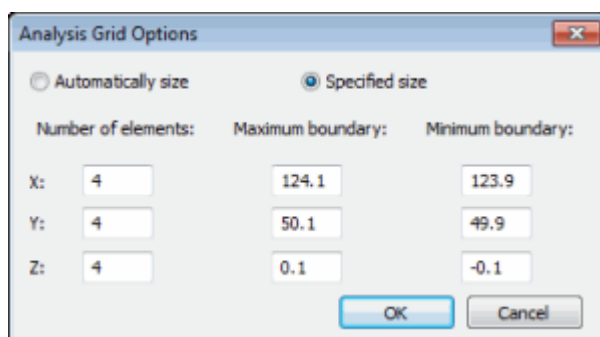 Analysis Grid Options
Automatically size Specified size
Number of elements: Maximum boundary: Minimum boundary:
X: 4 124.1 123.9
Y: 4 50.1 49.9
Z: 4 0.1 -0.1
OK Cancel